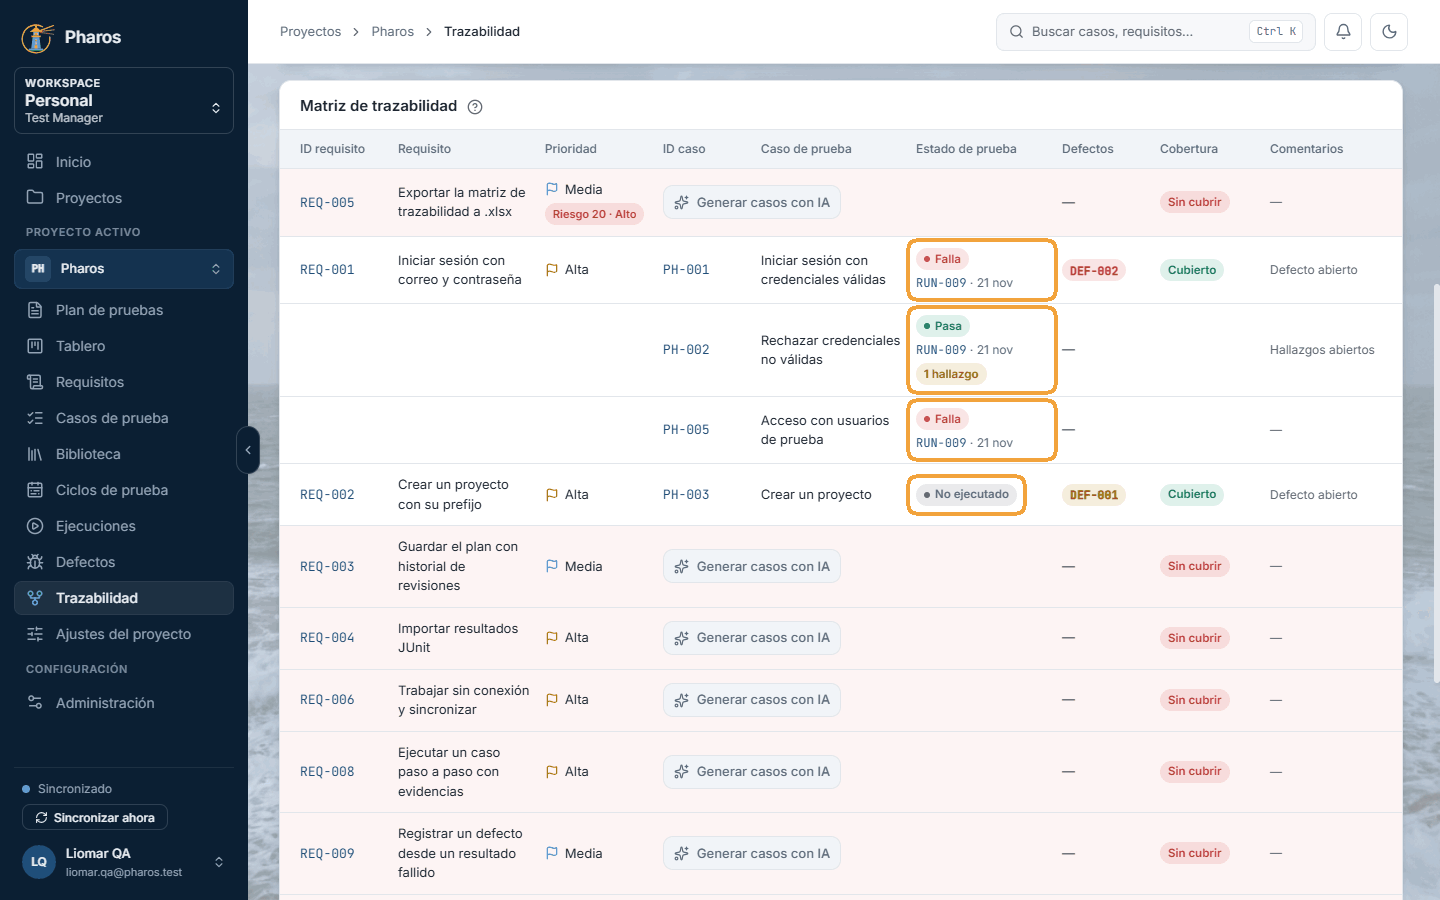 Pharos
WORKSPACE
Personal
Test Manager
Inicio
Proyectos
PROYECTO ACTIVO
PH Pharos
Plan de pruebas
Tablero
Requisitos
Casos de prueba
Biblioteca
Ciclos de prueba
Ejecuciones
Defectos
Trazabilidad
Ajustes del proyecto
CONFIGURACIÓN
Administración
Sincronizado
Sincronizar ahora
LQ
Liomar QA
liomar.qa@pharos.test
Proyectos > Pharos > Trazabilidad
Buscar casos, requisitos...
Ctrl K
Matriz de trazabilidad
ID requisito Requisito Prioridad ID caso Caso de prueba Estado de prueba Defectos Cobertura Comentarios
REQ-005
Exportar la matriz de
trazabilidad a .xlsx
Media
Riesgo 20 · Alto
Generar casos con IA
—
Sin cubrir
—
REQ-001
Iniciar sesión con
correo y contraseña
Alta
PH-001
Iniciar sesión con
credenciales válidas
Falla
RUN-009 · 21 nov
DEF-002
Cubierto
Defecto abierto
PH-002
Rechazar credenciales
no válidas
Pasa
RUN-009 · 21 nov
1 hallazgo
—
Hallazgos abiertos
PH-005
Acceso con usuarios
de prueba
Falla
RUN-009 · 21 nov
—
—
REQ-002
Crear un proyecto
con su prefijo
Alta
PH-003
Crear un proyecto
No ejecutado
DEF-001
Cubierto
Defecto abierto
REQ-003
Guardar el plan con
historial de
revisiones
Media
Generar casos con IA
—
Sin cubrir
—
REQ-004
Importar resultados
JUnit
Alta
Generar casos con IA
—
Sin cubrir
—
REQ-006
Trabajar sin conexión
y sincronizar
Alta
Generar casos con IA
—
Sin cubrir
—
REQ-008
Ejecutar un caso
paso a paso con
evidencias
Alta
Generar casos con IA
—
Sin cubrir
—
REQ-009
Registrar un defecto
desde un resultado
fallido
Media
Generar casos con IA
—
Sin cubrir
—